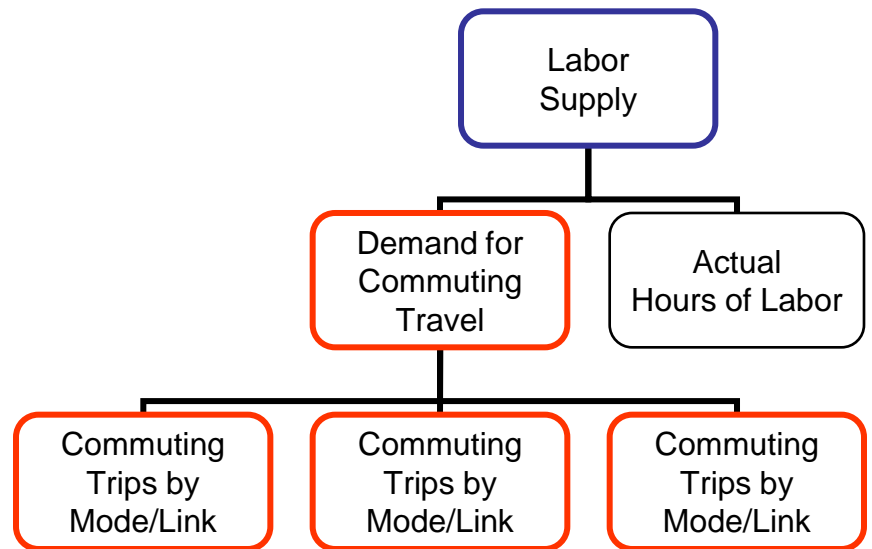 Labor
Supply
Demand for
Commuting
Travel
Actual
Hours of Labor
Commuting
Trips by
Mode/Link
Commuting
Trips by
Mode/Link
Commuting
Trips by
Mode/Link